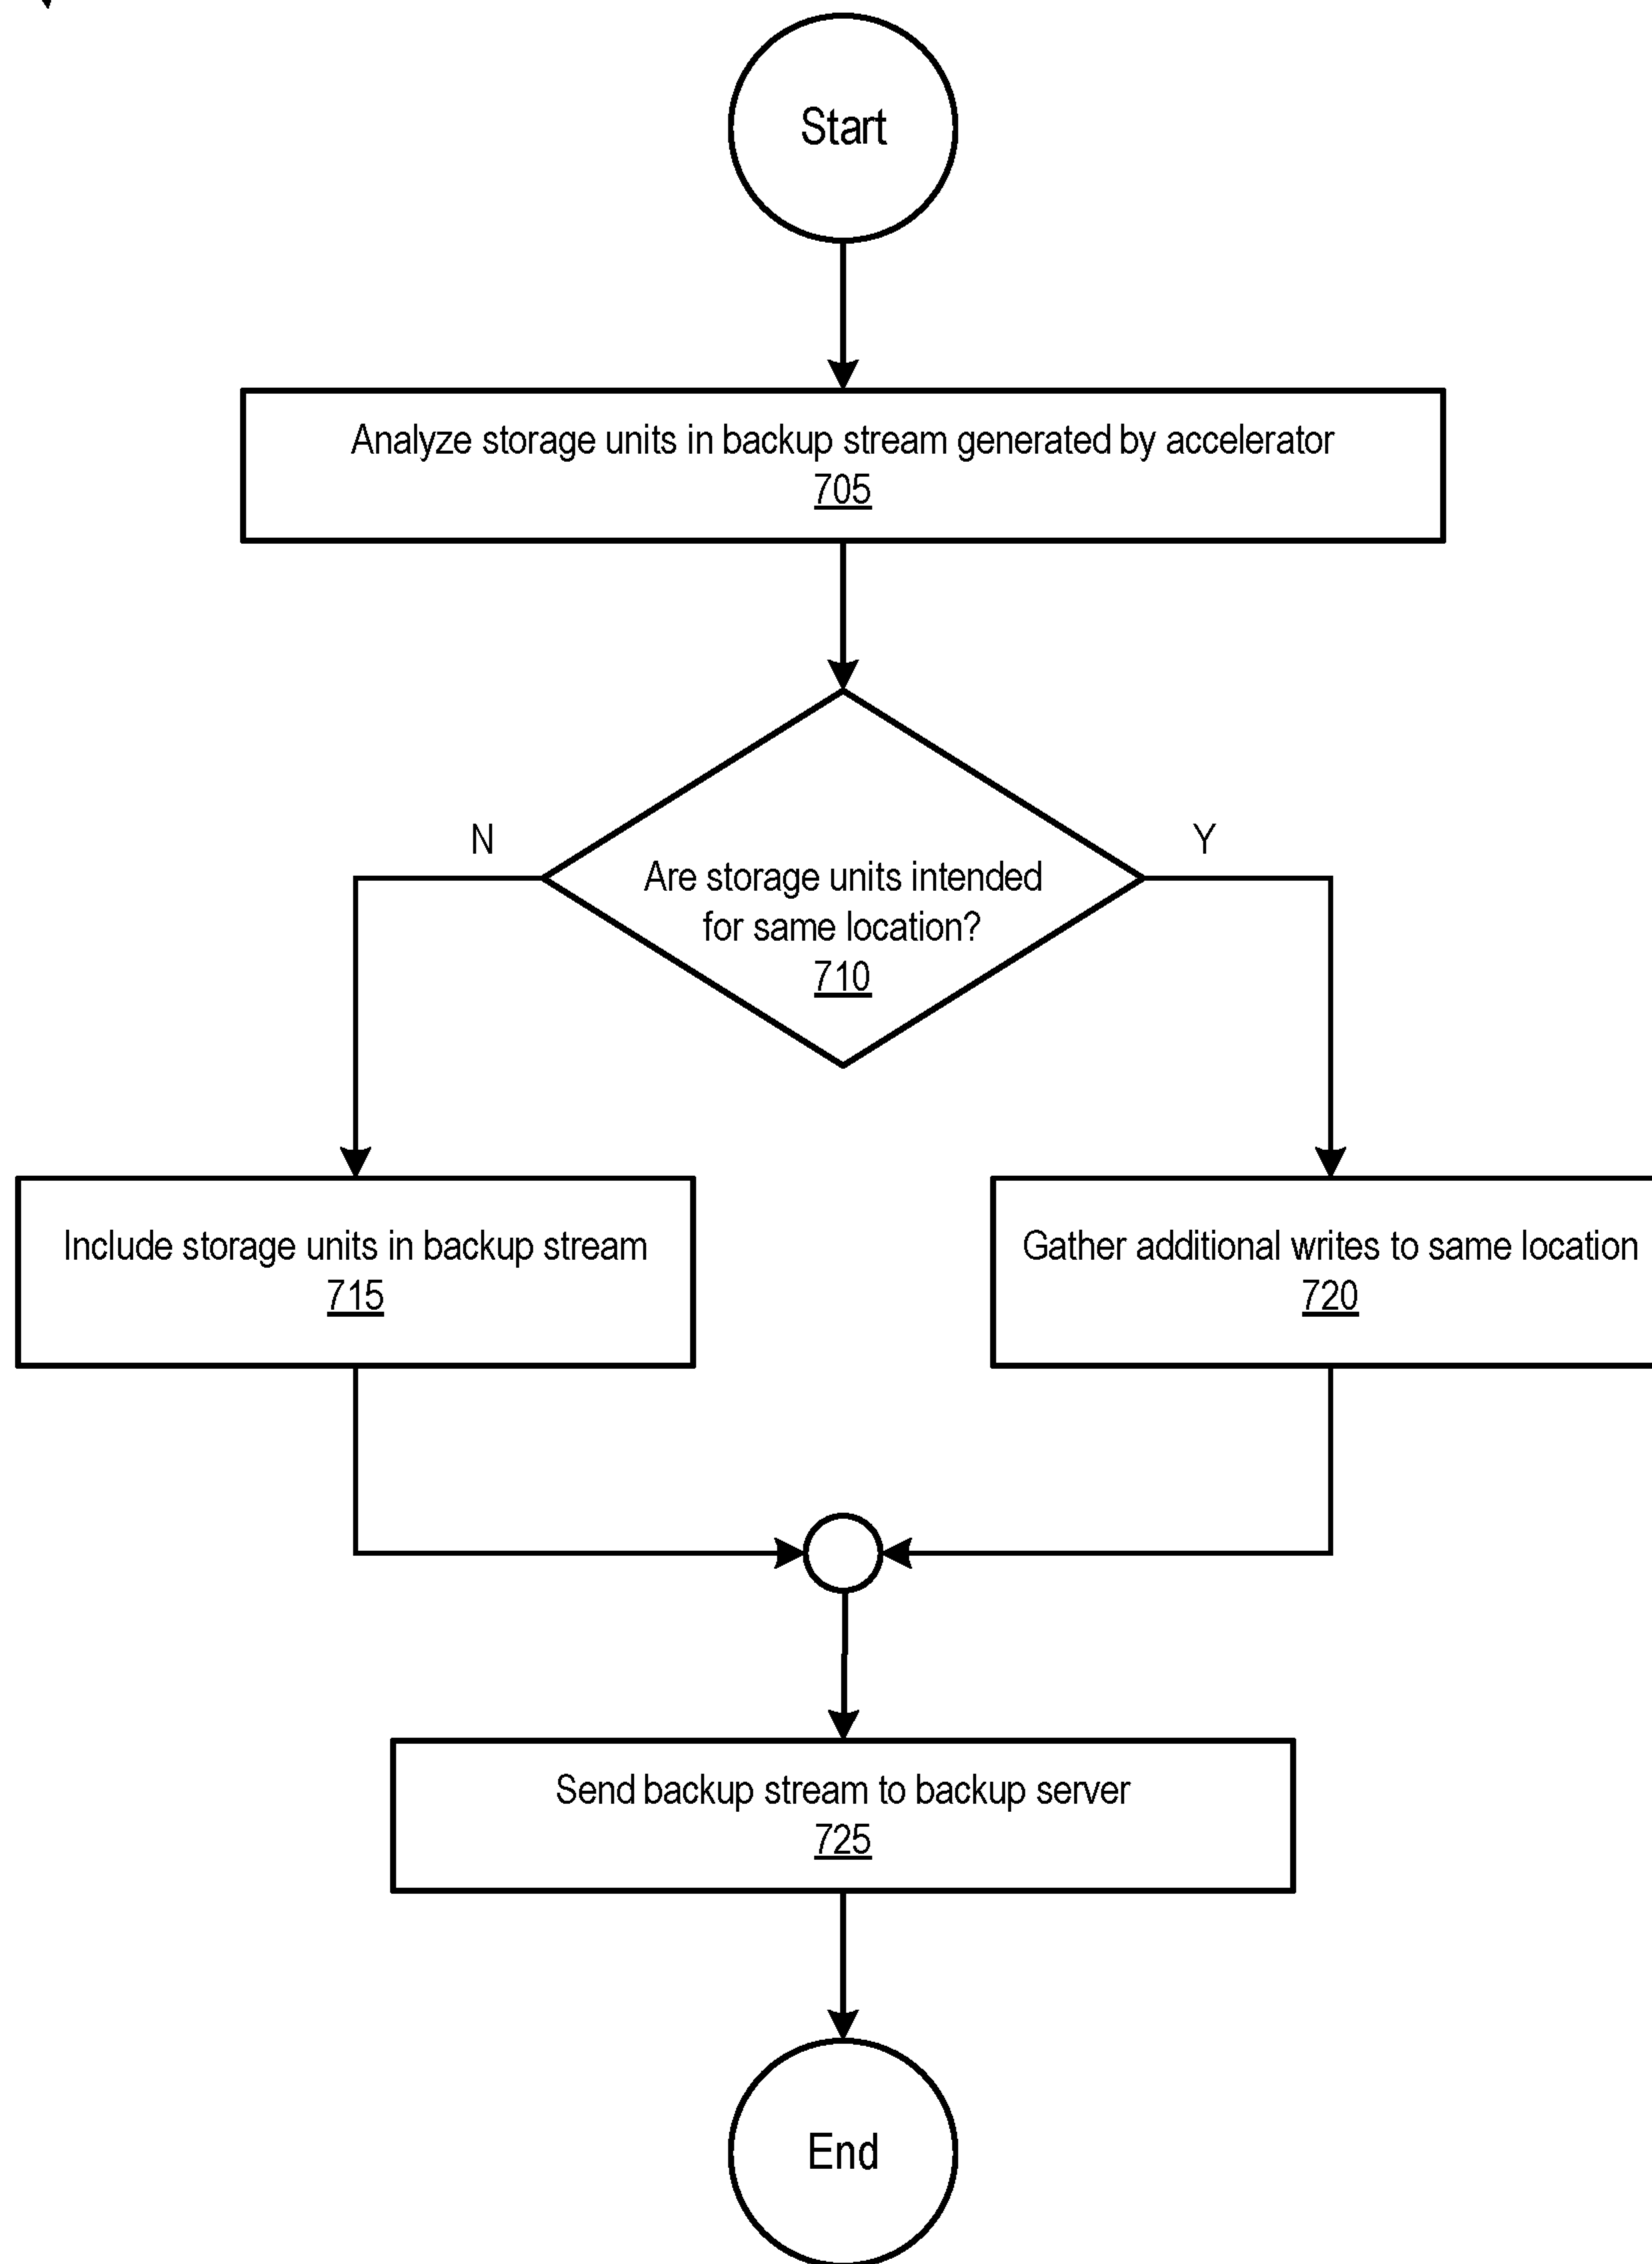 Start
Analyze storage units in backup stream generated by accelerator
705
N
Y
Are storage units intended
for same location?
710
Include storage units in backup stream
715
Gather additional writes to same location
720
Send backup stream to backup server
725
End